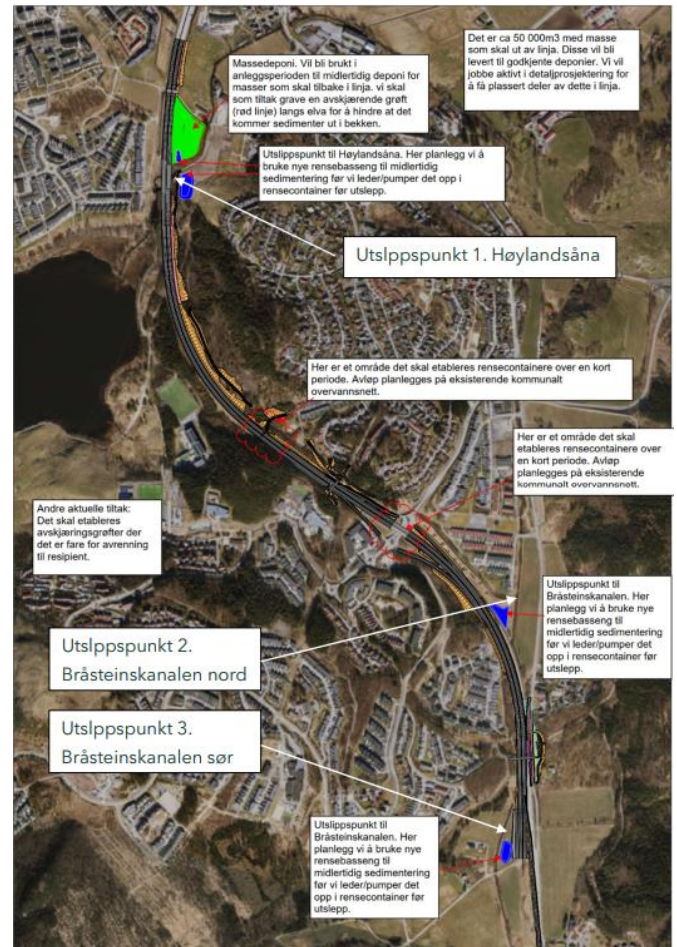 Massedeponi. Vil bli brukt i
anleggsperioden til midlertidig deponi for
masser som skal tilbake i linja. vi skal
som tiltak grave en avskjærende grøft
(rød linje) langs elva for å hindre at det
kommer sedimenter ut i bekken.
Det er ca 50 000m3 med masse
som skal ut av linja. Disse vil bli
levert til godkjente deponier. Vi vil
jobbe aktivt i detaljprosjektering for
å få plassert deler av dette i linja.
Utslippspunkt til Høylandsåna. Her planlegg vi å
bruke nye rensebasseng til midlertidig
sedimentering før vi leder/pumper det opp i
rensecontainer før utslepp.
Utslppspunkt 1. Høylandsåna
Her er et område det skal etableres rensecontainere over en kort
periode. Avløp planlegges på eksisterende kommunalt
overvannsnett.
Her er et område det skal
etableres rensecontainere over
en kort periode. Avløp
planlegges på eksisterende
kommunalt overvannsnett.
Andre aktuelle tiltak:
Det skal etableres
avskjæringsgrøfter der
det er fare for avrenning
til resipient.
Utslippspunkt til
Bråsteinskanalen. Her
planlegg vi å bruke nye
rensebasseng til
midlertidig sedimentering
før vi leder/pumper det
opp i rensecontainer før
utslepp.
Utslppspunkt 2.
Bråsteinskanalen nord
Utslppspunkt 3.
Bråsteinskanalen sør
Utslippspunkt til
Bråsteinskanalen. Her
planlegg vi å bruke nye
rensebasseng til
midlertidig sedimentering
før vi leder/pumper det
opp i rensecontainer før
utslepp.